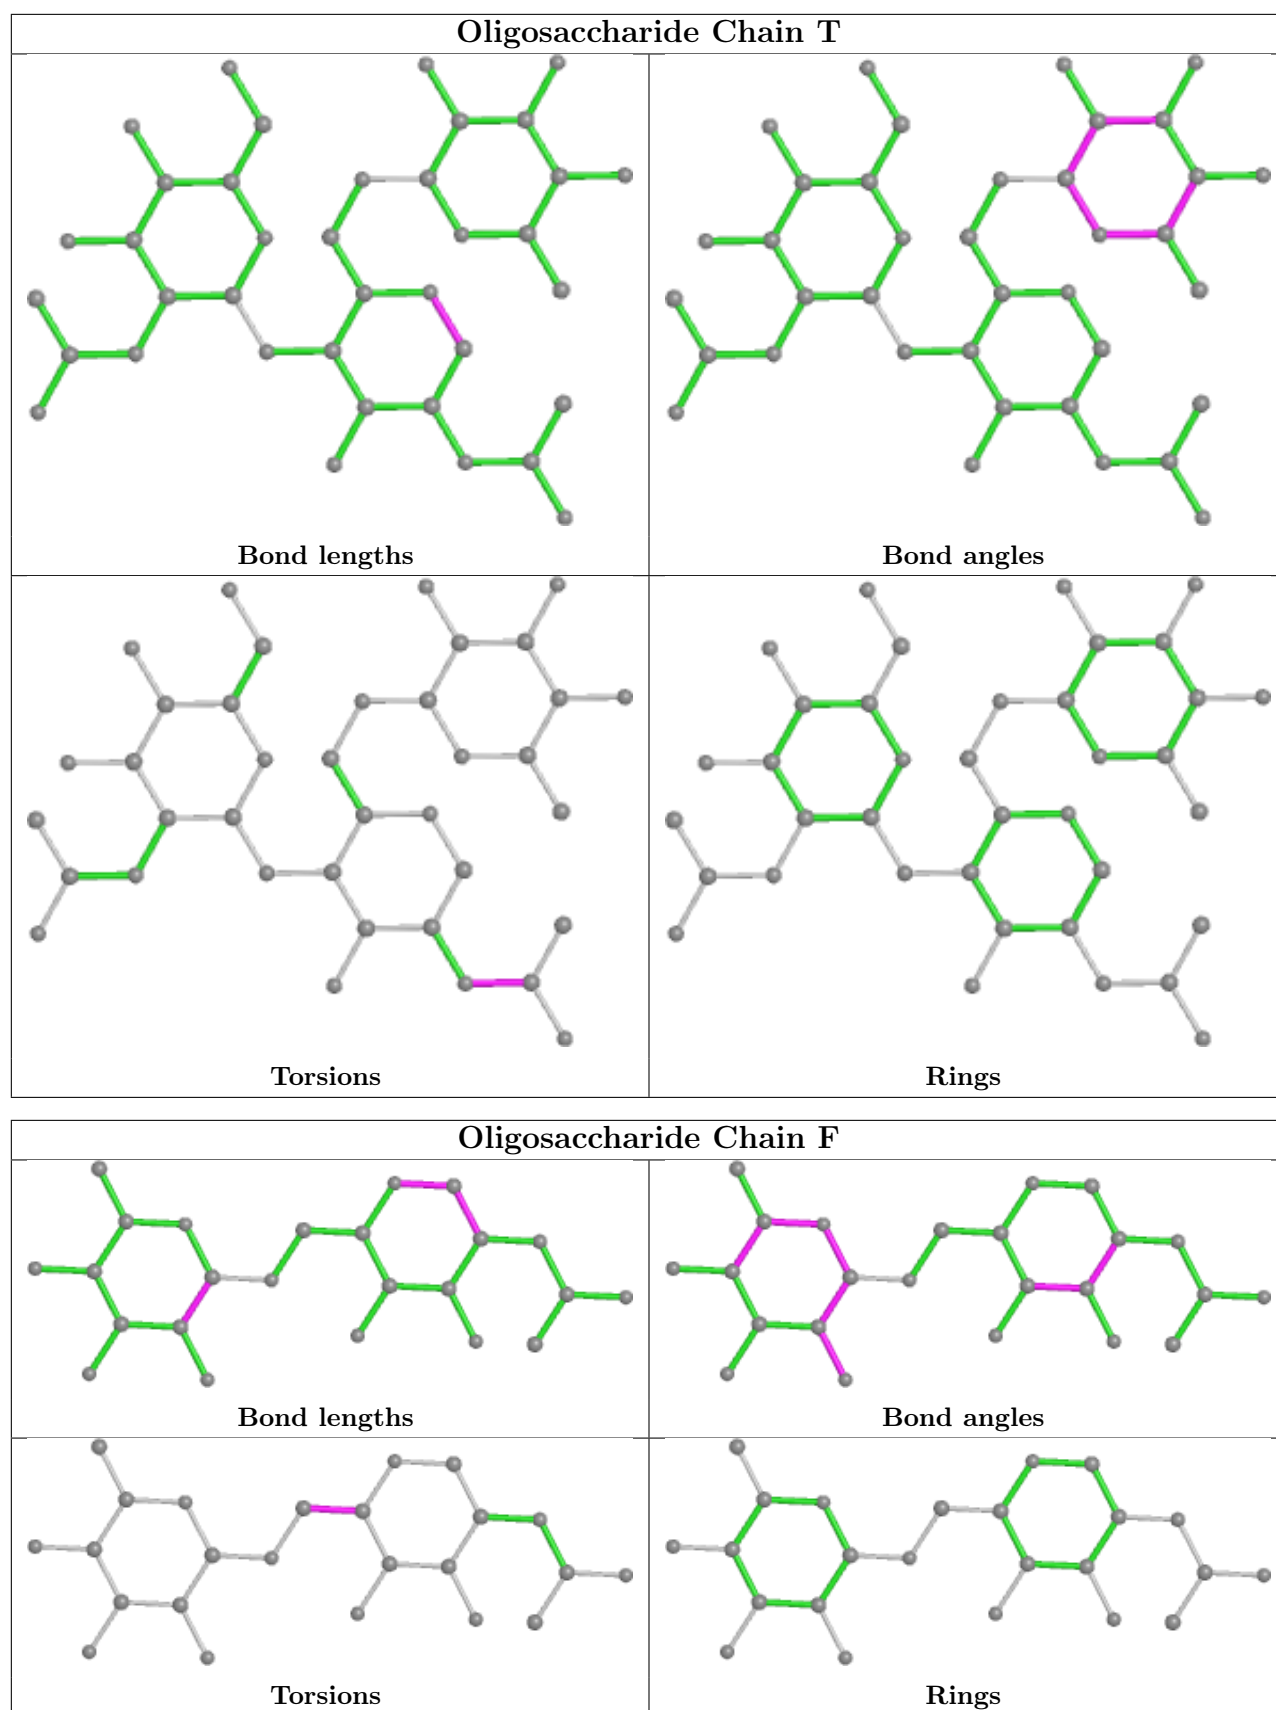 Oligosaccharide Chain T
Bond lengths
Bond angles
Torsions
Rings
Oligosaccharide Chain F
Bond lengths
Bond angles
Torsions
Rings